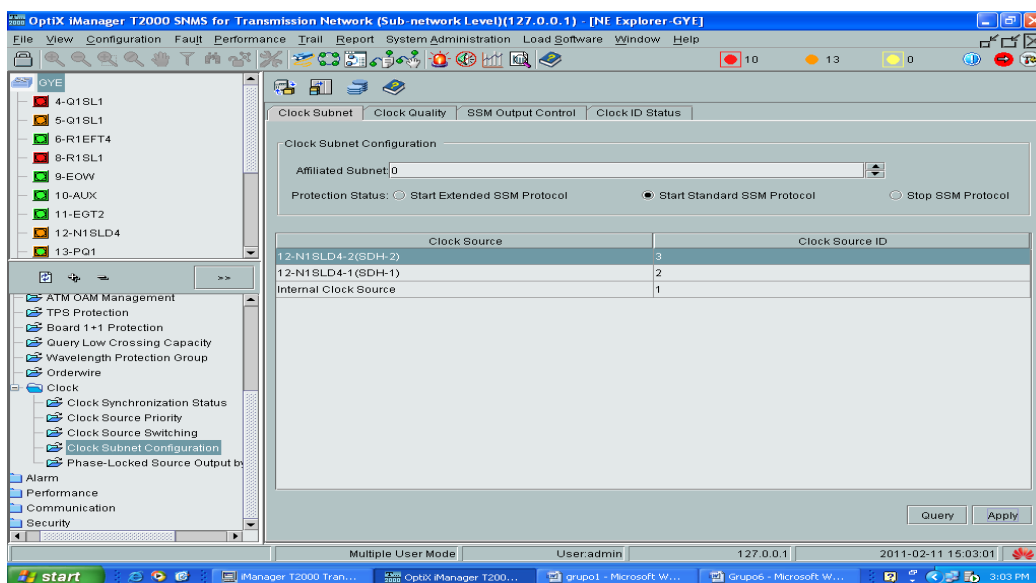 OptiX iManager T2000 SNMS for Transmission Network (Sub-network Level)(127.0.0.1) - [NE Explorer-GYE]
File View Configuration Fault Performance Trail Report System Administration Load Software Window Help
10 13 0
GYE
4-Q1SL1
5-Q1SL1
6-R1EFT4
8-R1SL1
9-EOW
10-AUX
11-EGT2
12-N1SLD4
13-PQ1
>>
ATM OAM Management
TPS Protection
Board 1+1 Protection
Query Low Crossing Capacity
Wavelength Protection Group
Orderwire
Clock
Clock Synchronization Status
Clock Source Priority
Clock Source Switching
Clock Subnet Configuration
Phase-Locked Source Output by
Alarm
Performance
Communication
Security
Clock Subnet Clock Quality SSM Output Control Clock ID Status
Clock Subnet Configuration
Affiliated Subnet: 0
Protection Status: Start Extended SSM Protocol Start Standard SSM Protocol Stop SSM Protocol
Clock Source Clock Source ID
12-N1SLD4-2(SDH-2) 3
12-N1SLD4-1(SDH-1) 2
Internal Clock Source 1
Query Apply
Multiple User Mode User:admin 127.0.0.1 2011-02-11 15:03:01
start iManager T2000 Tran... OptiX iManager T200... grupo1 - Microsoft W... Grupo6 - Microsoft W... 3:03 PM